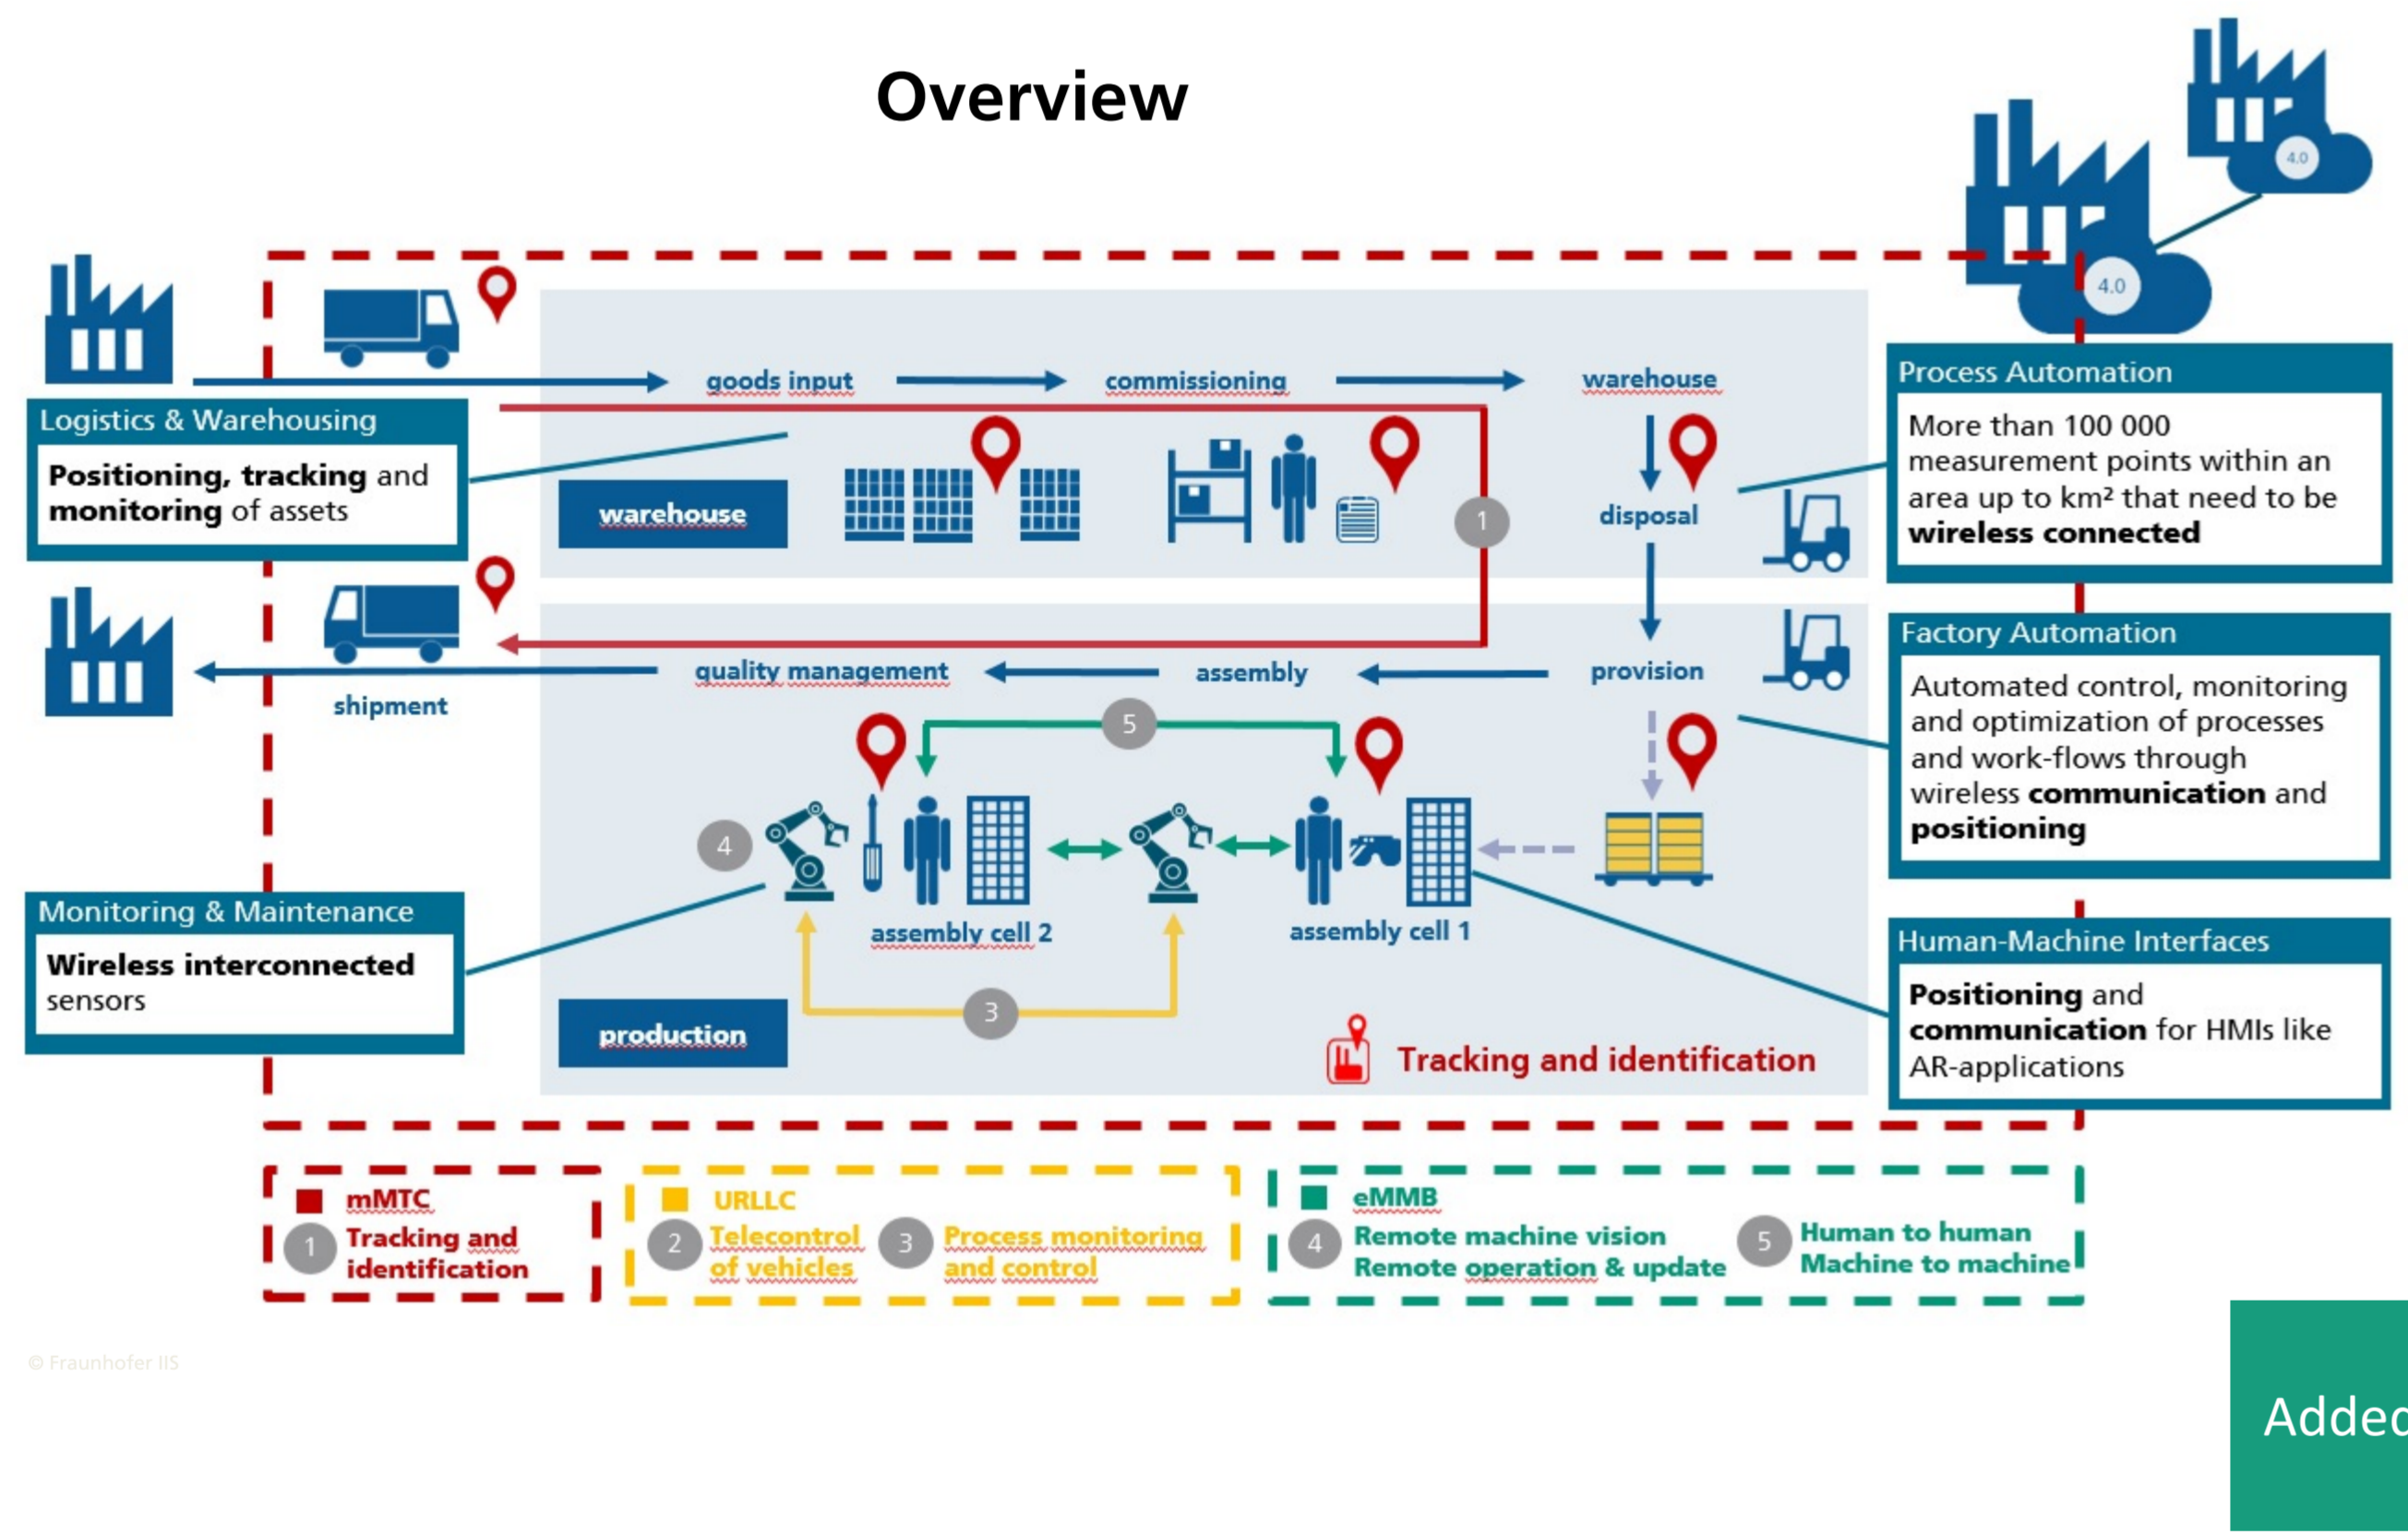 Overview
4.0
4.0
goods input
commissioning
warehouse
Logistics & Warehousing
Positioning, tracking and
monitoring of assets
warehouse
1
disposal
Process Automation
More than 100 000
measurement points within an
area up to km² that need to be
wireless connected
shipment
quality management
assembly
provision
Factory Automation
Automated control, monitoring
and optimization of processes
and work-flows through
wireless communication and
positioning
5
4
assembly cell 2
assembly cell 1
Monitoring & Maintenance
Wireless interconnected
sensors
3
production
Tracking and identification
Human-Machine Interfaces
Positioning and
communication for HMIs like
AR-applications
mMTC
1
Tracking and
identification
URLLC
2
Telecontrol
of vehicles
3
Process monitoring
and control
eMMB
4
Remote machine vision
Remote operation & update
5
Human to human
Machine to machine
© Fraunhofer IIS
Added